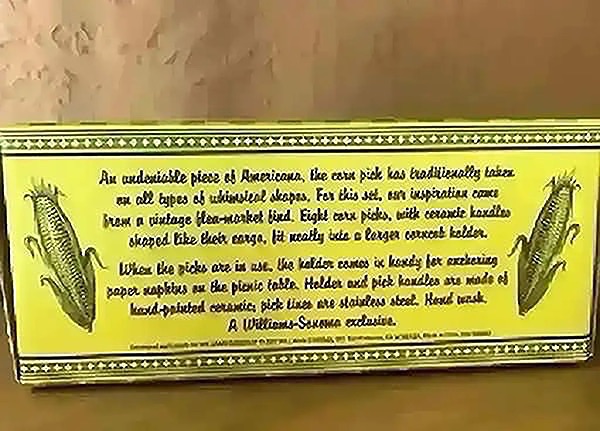 An undeniable piece of Americana, the corn pick has traditionally taken
on all types of whimsical shapes. For this set, our inspiration came
from a vintage flea-market find. Eight corn picks, with ceramic handles
shaped like their cargo, fit neatly into a larger corncob holder.
When the picks are in use, the holder comes in handy for anchoring
paper napkins on the picnic table. Holder and pick handles are made of
hand-painted ceramic; pick tines are stainless steel. Hand wash.
A Williams-Sonoma exclusive.